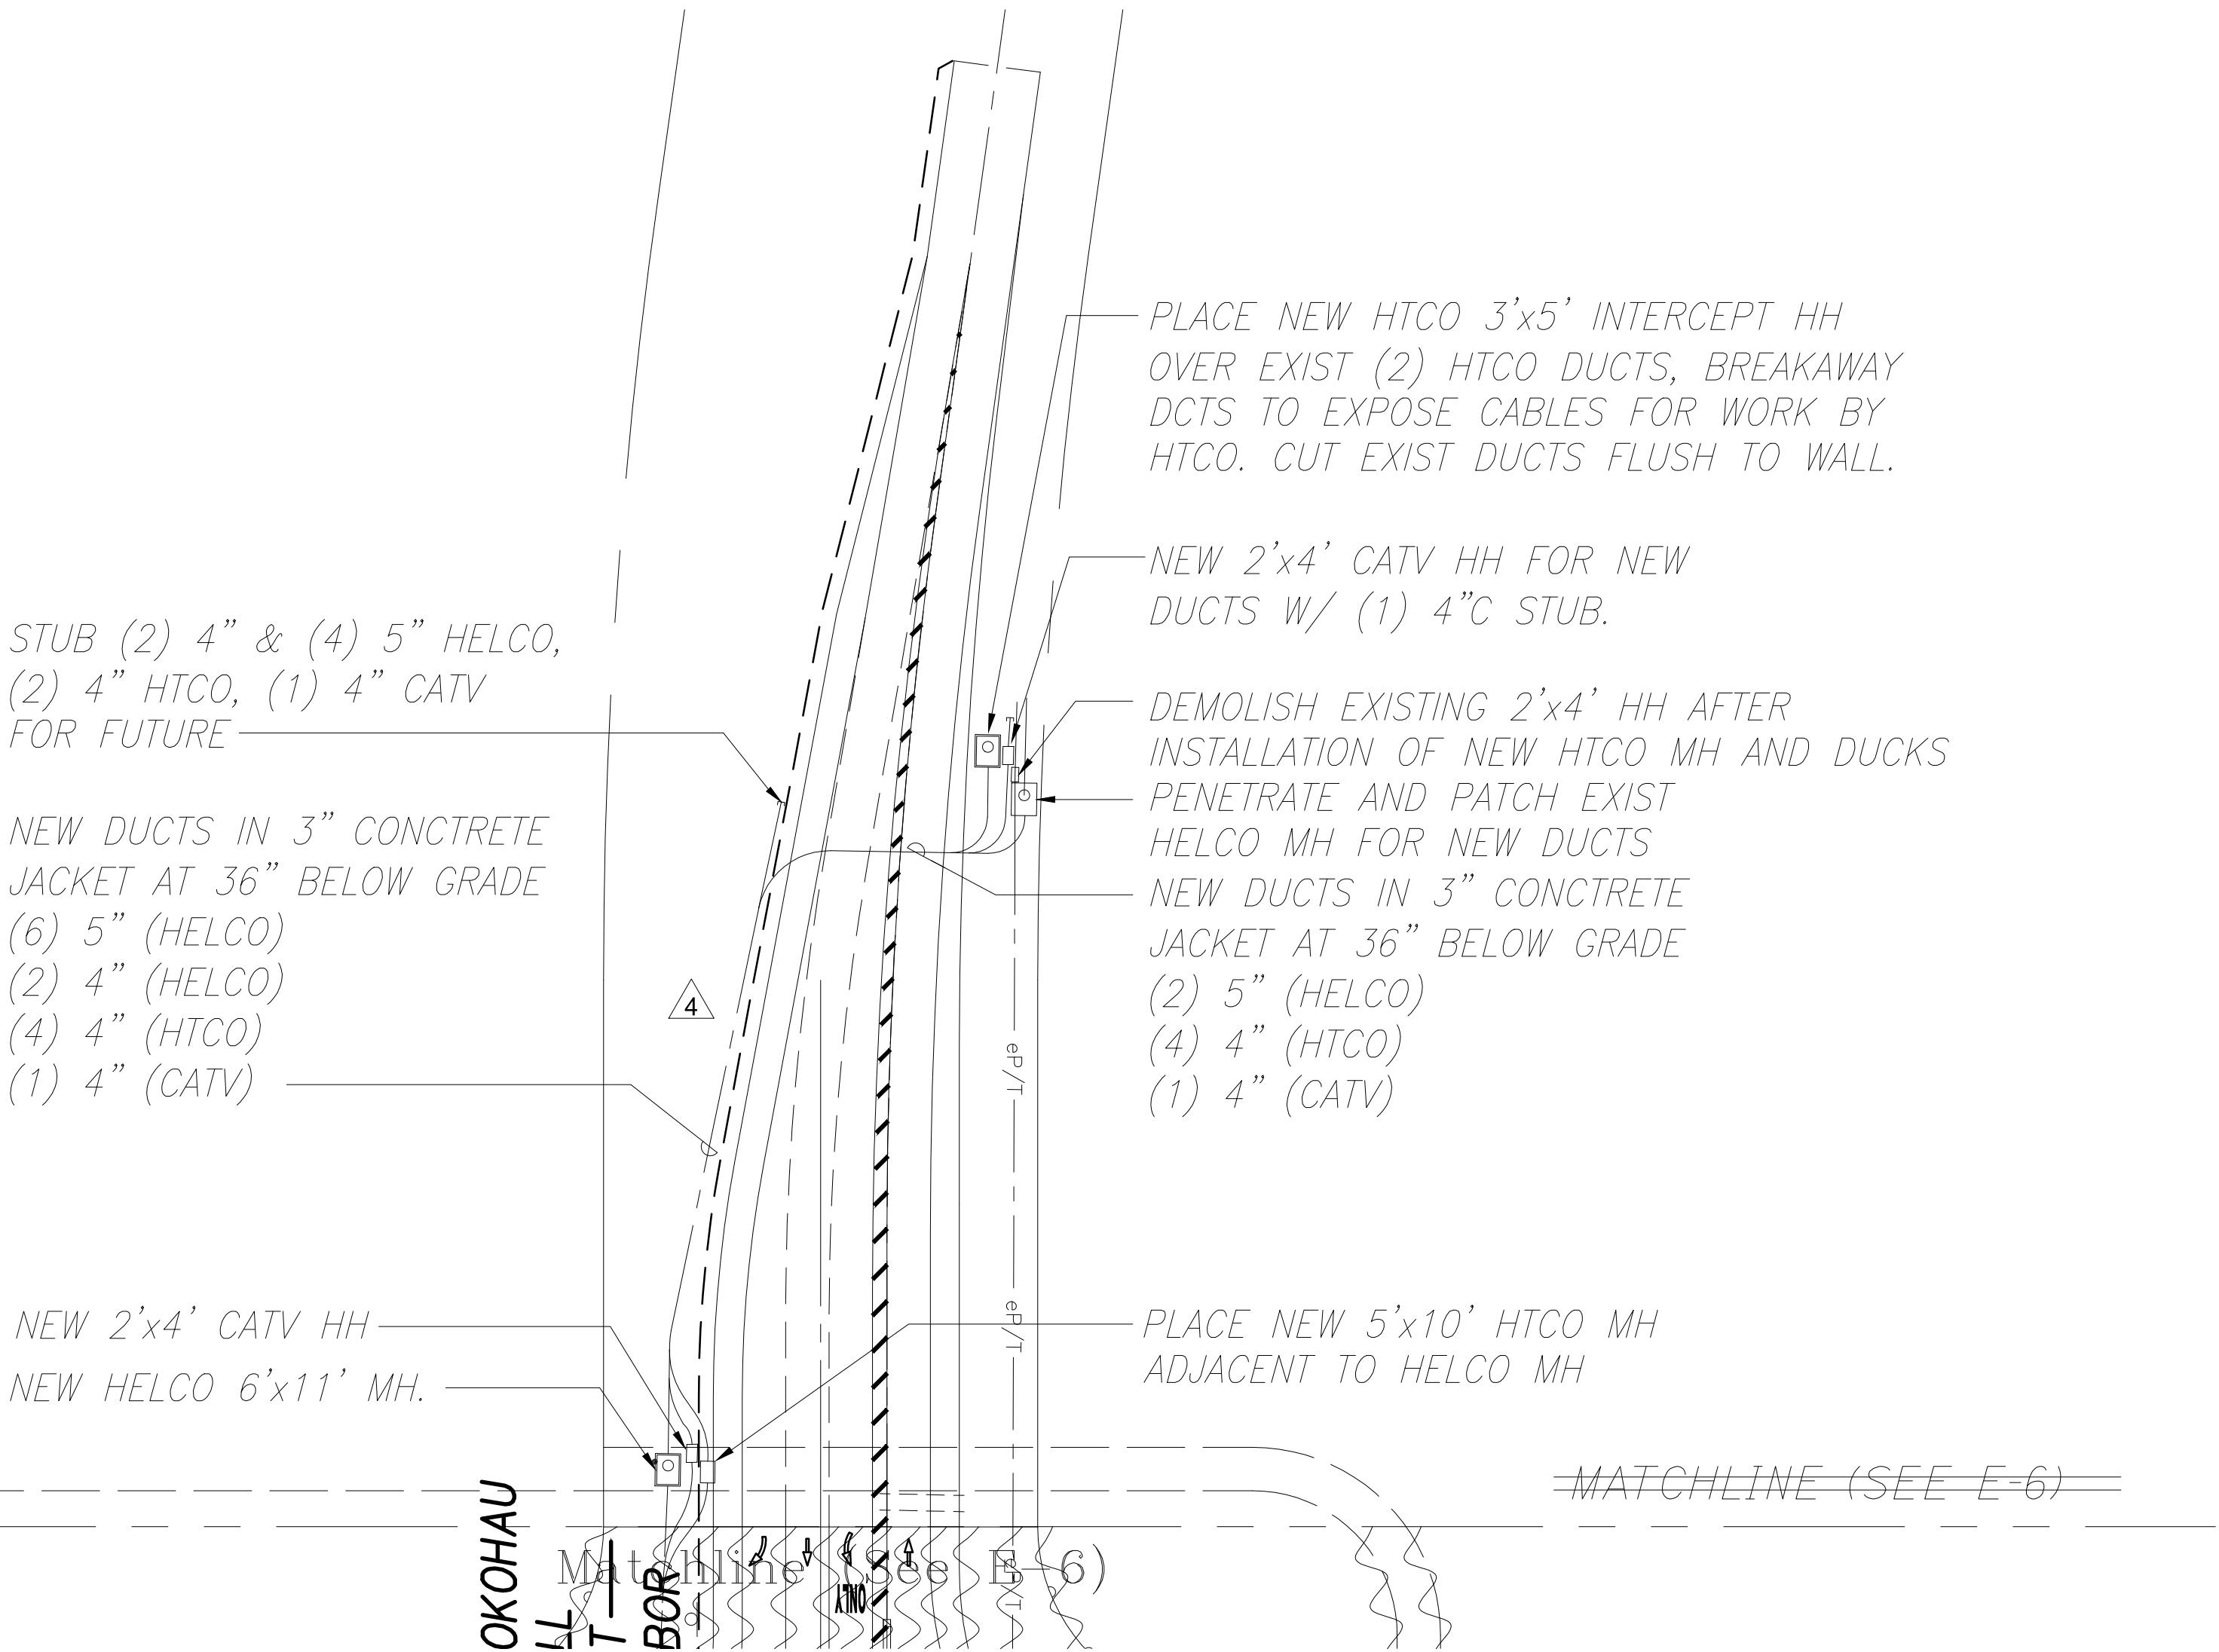 PLACE NEW HTCO 3'x5' INTERCEPT HH
OVER EXIST (2) HTCO DUCTS, BREAKAWAY
DCTS TO EXPOSE CABLES FOR WORK BY
HTCO. CUT EXIST DUCTS FLUSH TO WALL.
NEW 2'x4' CATV HH FOR NEW
DUCTS W/ (1) 4"C STUB.
STUB (2) 4" & (4) 5" HELCO,
(2) 4" HTCO, (1) 4" CATV
FOR FUTURE
DEMOLISH EXISTING 2'x4' HH AFTER
INSTALLATION OF NEW HTCO MH AND DUCKS
PENETRATE AND PATCH EXIST
HELCO MH FOR NEW DUCTS
NEW DUCTS IN 3" CONCTRETE
JACKET AT 36" BELOW GRADE
(6) 5" (HELCO)
(2) 4" (HELCO)
(4) 4" (HTCO)
(1) 4" (CATV)
NEW DUCTS IN 3" CONCTRETE
JACKET AT 36" BELOW GRADE
(2) 5" (HELCO)
(4) 4" (HTCO)
(1) 4" (CATV)
4
eP/T
eP/T
NEW 2'x4' CATV HH
NEW HELCO 6'x11' MH.
PLACE NEW 5'x10' HTCO MH
ADJACENT TO HELCO MH
MATCHLINE (SEE E-6)
Matchline (See E-6)
eP/T
ONLY
OKOHAU
BOR